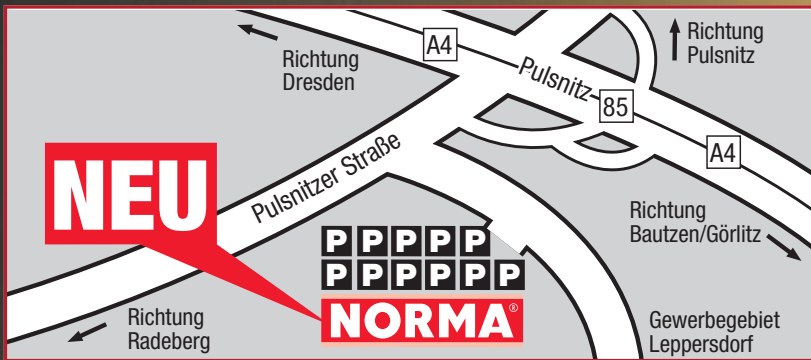 Richtung
Dresden
A4
Pulsnitz
85
A4
Richtung
Pulsnitz
NEU
Pulsnitzer Straße
Richtung
Bautzen/Görlitz
PPPPP
PPPPPP
NORMA®
Richtung
Radeberg
Gewerbegebiet
Leppersdorf